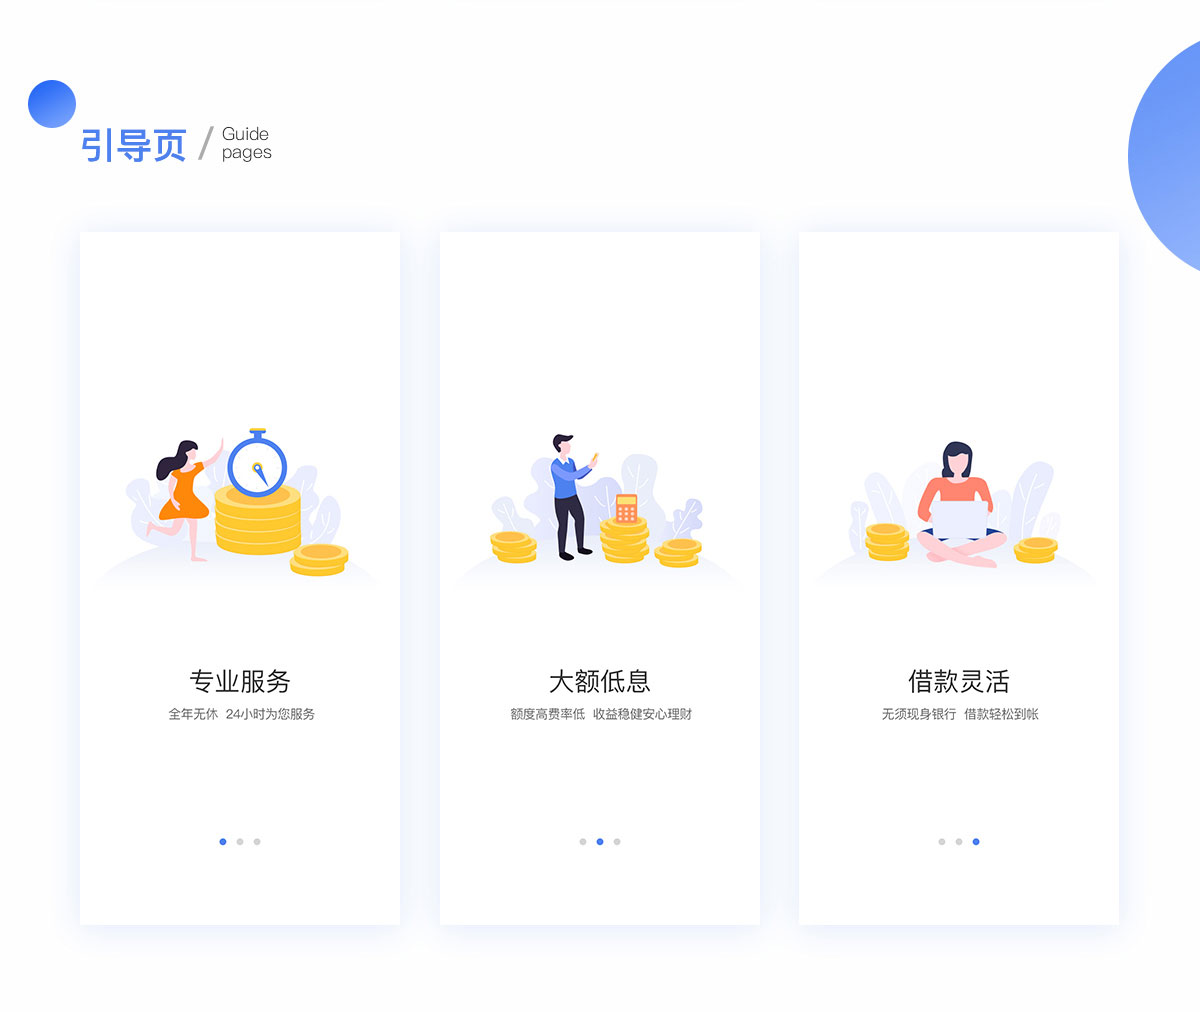 引导页 / Guide
pages
专业服务
全年无休 24小时为您服务
大额低息
额度高费率低 收益稳健安心理财
借款灵活
无须现身银行 借款轻松到帐